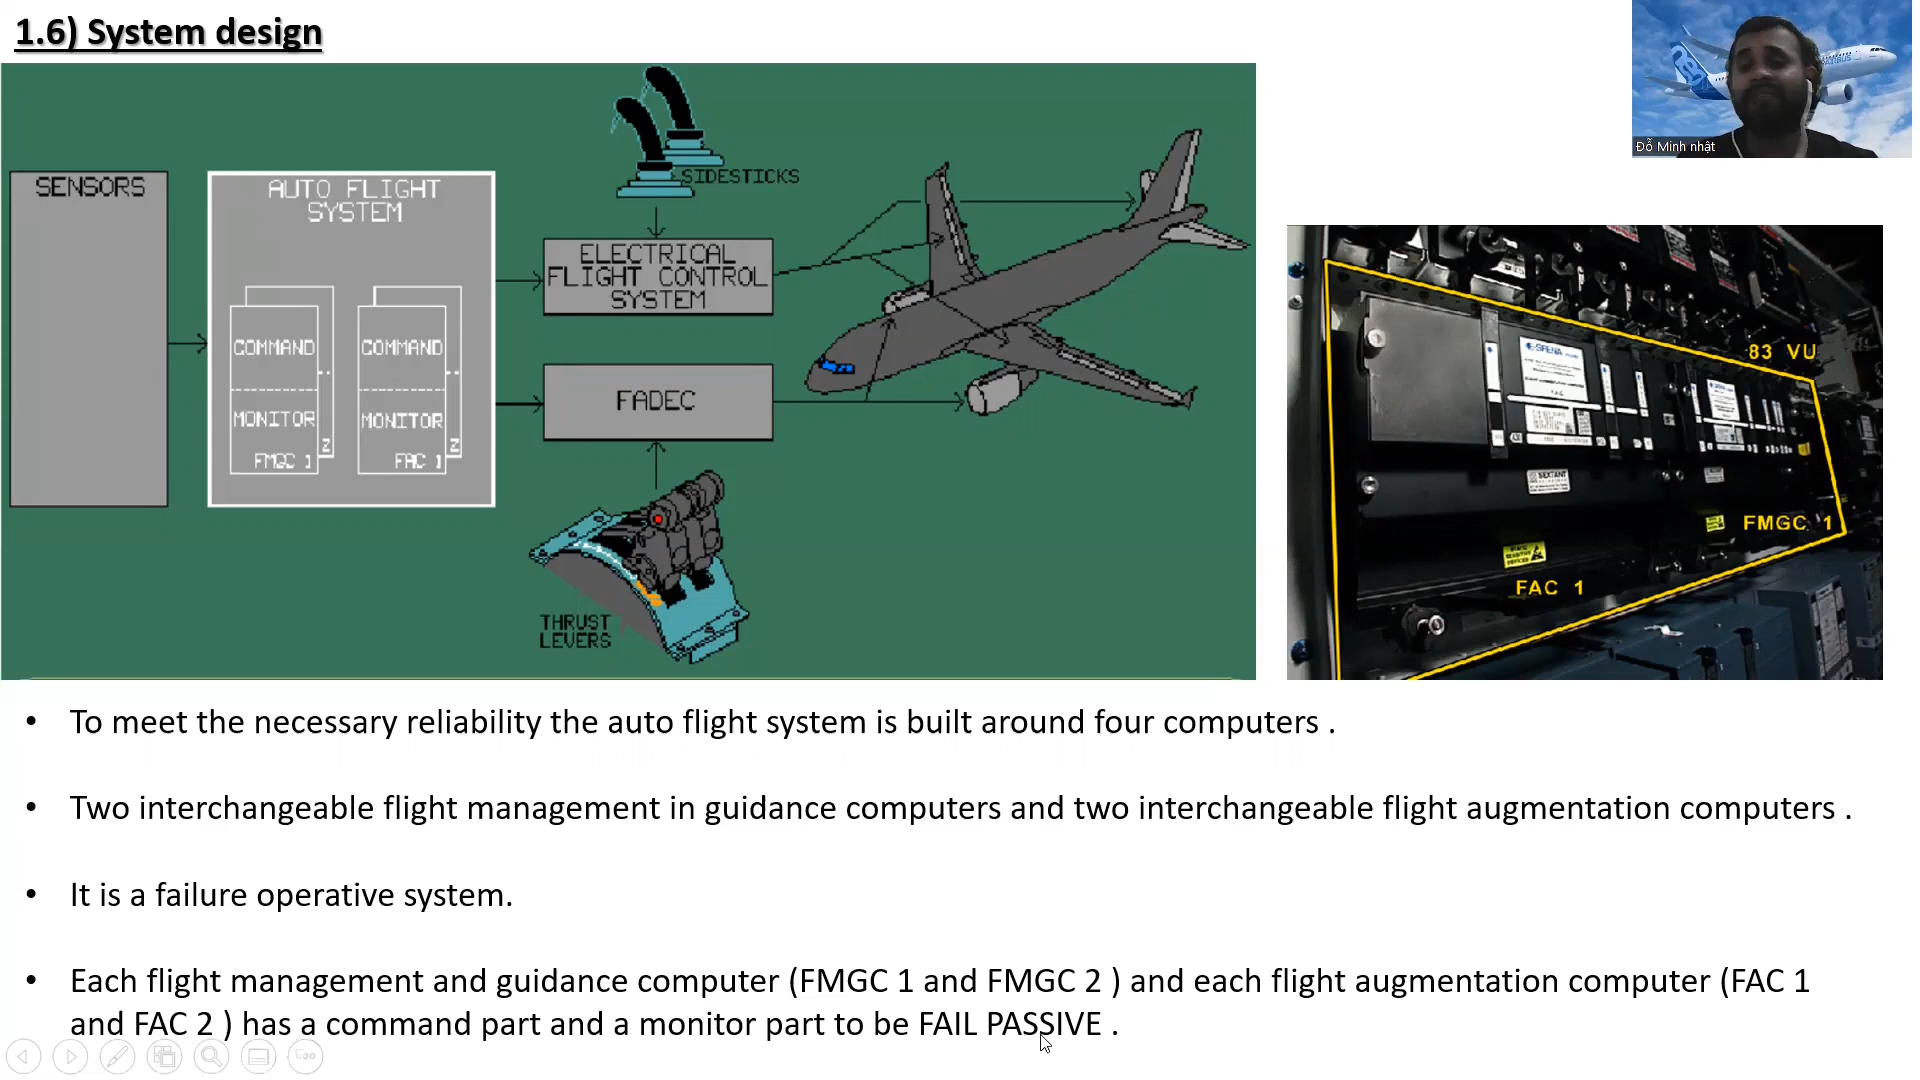 1.6) System design
Đỗ Minh nhật
SENSORS
AUTO FLIGHT
SYSTEM
COMMAND
MONITOR
2
FMGC 1
COMMAND
MONITOR
2
FAC 1
SIDESTICKS
ELECTRICAL
FLIGHT CONTROL
SYSTEM
FADEC
THRUST
LEVERS
83 VU
SEXTANT
FMGC 1
FAC 1
• To meet the necessary reliability the auto flight system is built around four computers .
• Two interchangeable flight management in guidance computers and two interchangeable flight augmentation computers .
• It is a failure operative system.
• Each flight management and guidance computer (FMGC 1 and FMGC 2 ) and each flight augmentation computer (FAC 1
and FAC 2 ) has a command part and a monitor part to be FAIL PASSIVE .